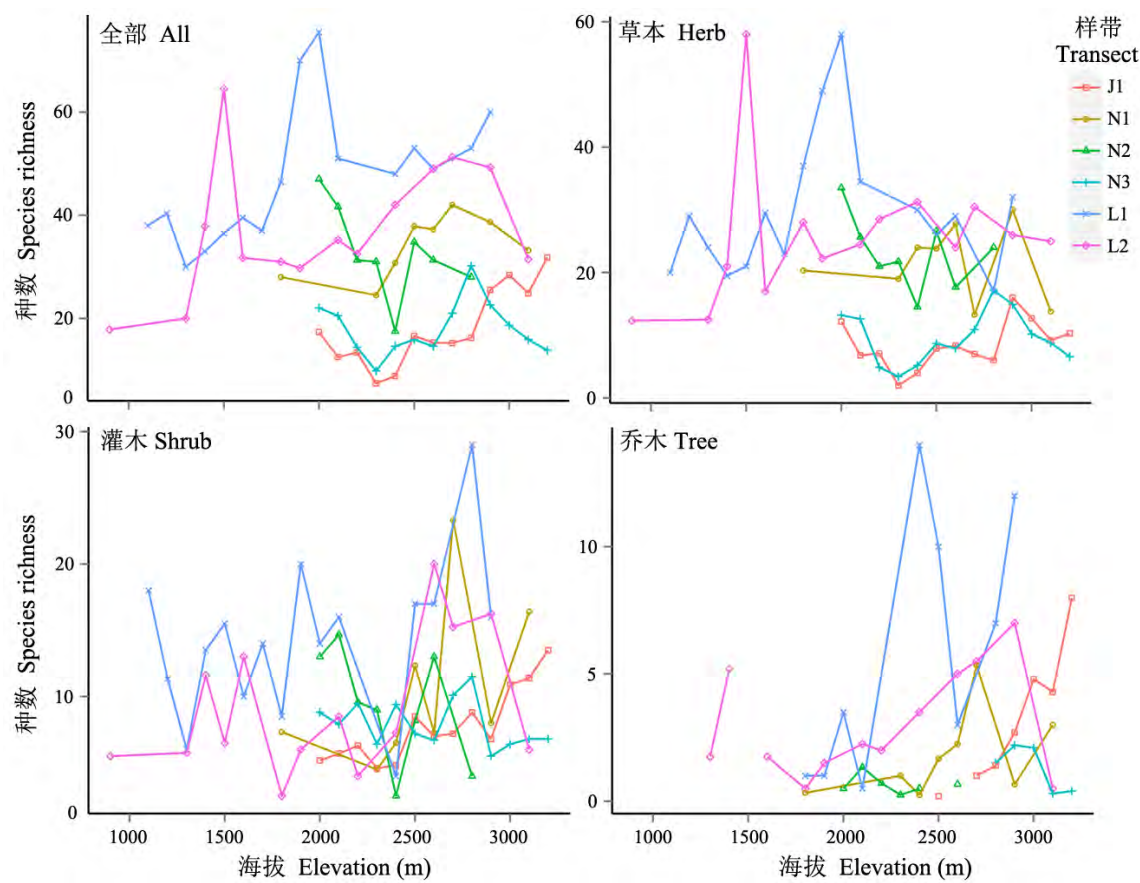 全部 All
种数 Species richness
60
40
20
0
草本 Herb
60
40
20
0
样带
Transect
J1
N1
N2
N3
L1
L2
灌木 Shrub
种数 Species richness
30
20
10
0
1000 1500 2000 2500 3000
海拔 Elevation (m)
乔木 Tree
10
5
0
1000 1500 2000 2500 3000
海拔 Elevation (m)